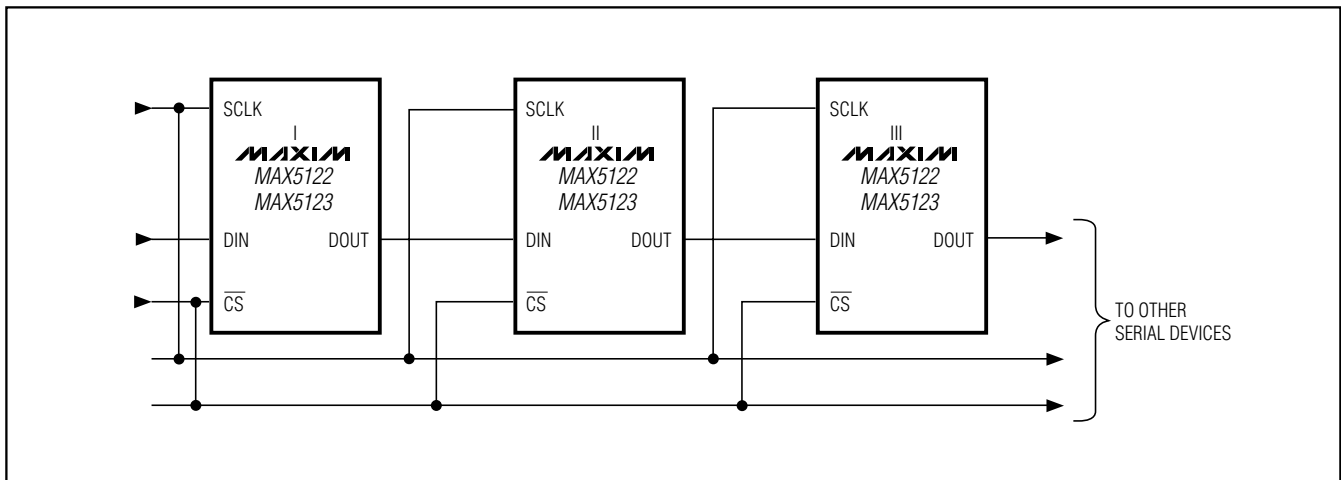 SCLK
I
MAXIM
MAX5122
MAX5123
DIN DOUT
CS
SCLK
II
MAXIM
MAX5122
MAX5123
DIN DOUT
CS
SCLK
III
MAXIM
MAX5122
MAX5123
DIN DOUT
CS
TO OTHER
SERIAL DEVICES